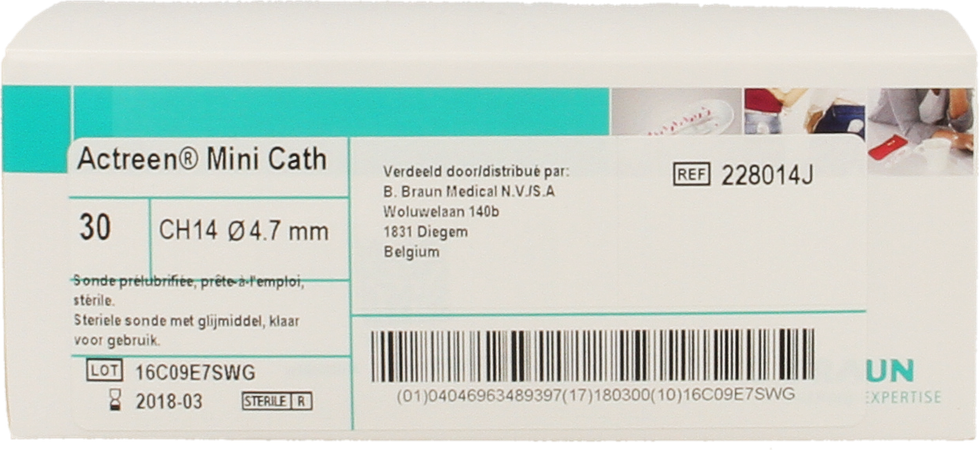 Actreen® Mini Cath
30
CH14 Ø 4.7 mm
Sonde prélubrifiée, prête-à-l'emploi,
stérile.
Steriele sonde met glijmiddel, klaar
voor gebruik.
LOT 16C09E7SWG
2018-03 STERILE R
Verdeeld door/distribué par:
B. Braun Medical N.V./S.A
Woluwelaan 140b
1831 Diegem
Belgium
REF 228014J
(01)04046963489397(17)180300(10)16C09E7SWG
EXPERTISE